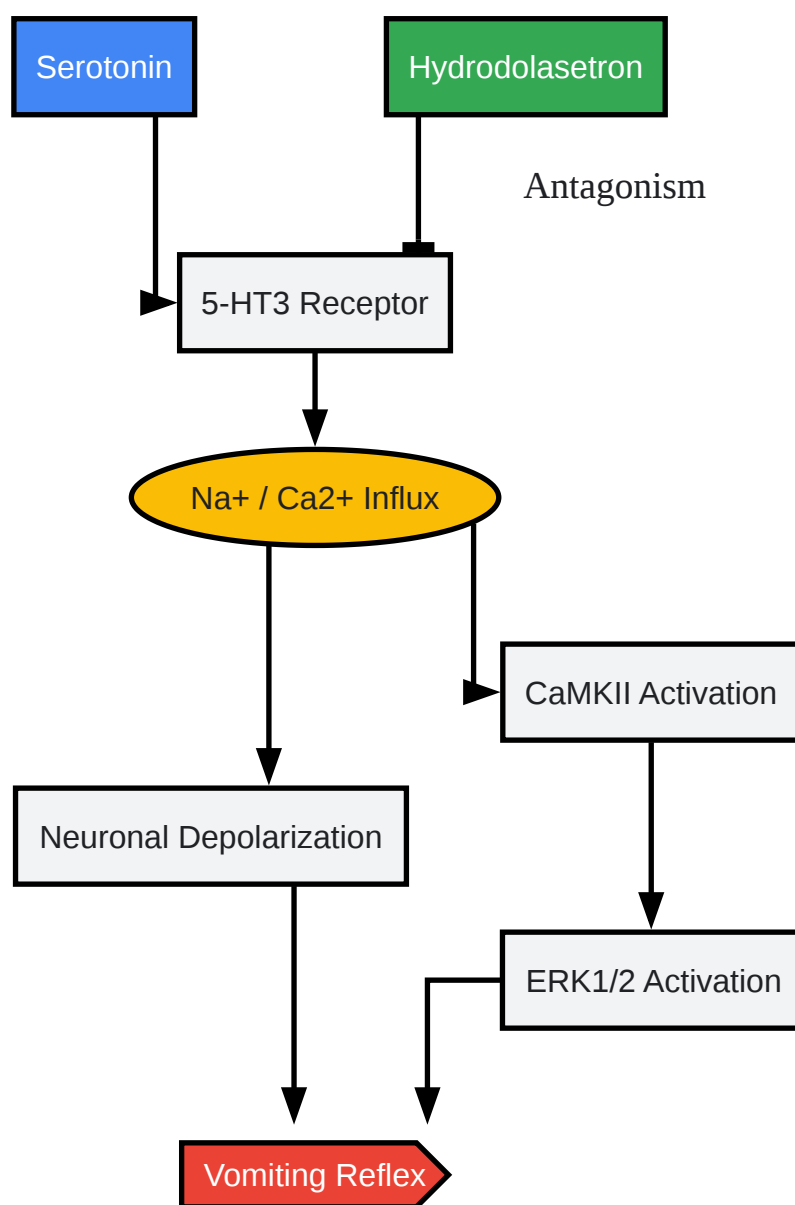 Serotonin
Hydrodolasetron
Antagonism
5-HT3 Receptor
Na+ / Ca2+ Influx
CaMKII Activation
Neuronal Depolarization
ERK1/2 Activation
Vomiting Reflex